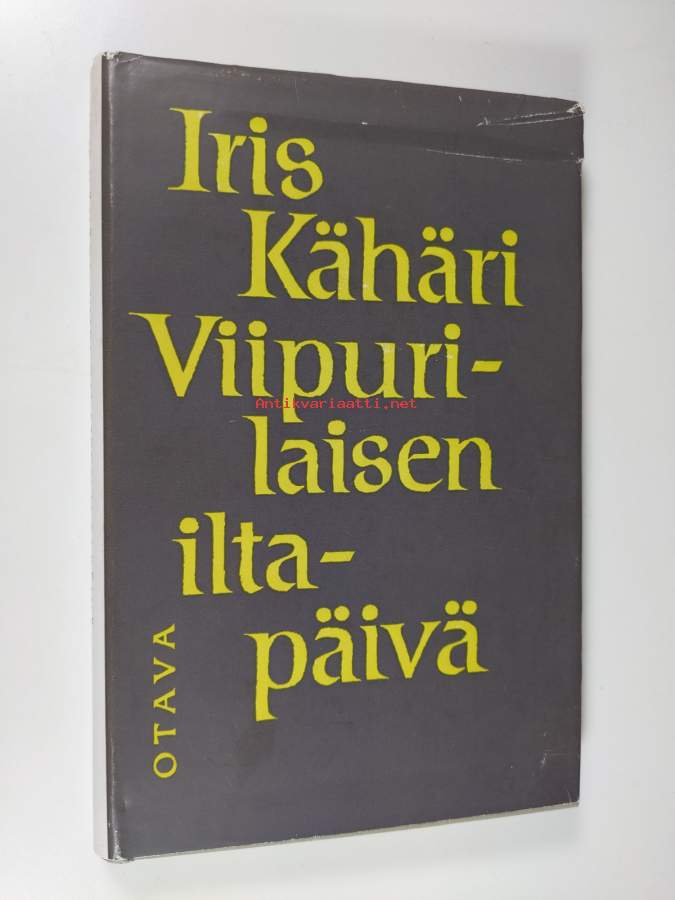 Iris
Kähäri
Viipuri-
laisen
ilta-
päivä
OTAVA
Antikvariaatti.net